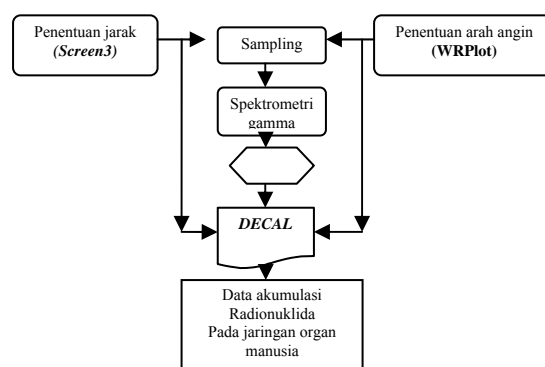 Penentuan jarak
(Screen3)
Sampling
Penentuan arah angin
(WRPlot)
Spektrometri
gamma
DECAL
Data akumulasi
Radionuklida
Pada jaringan organ
manusia